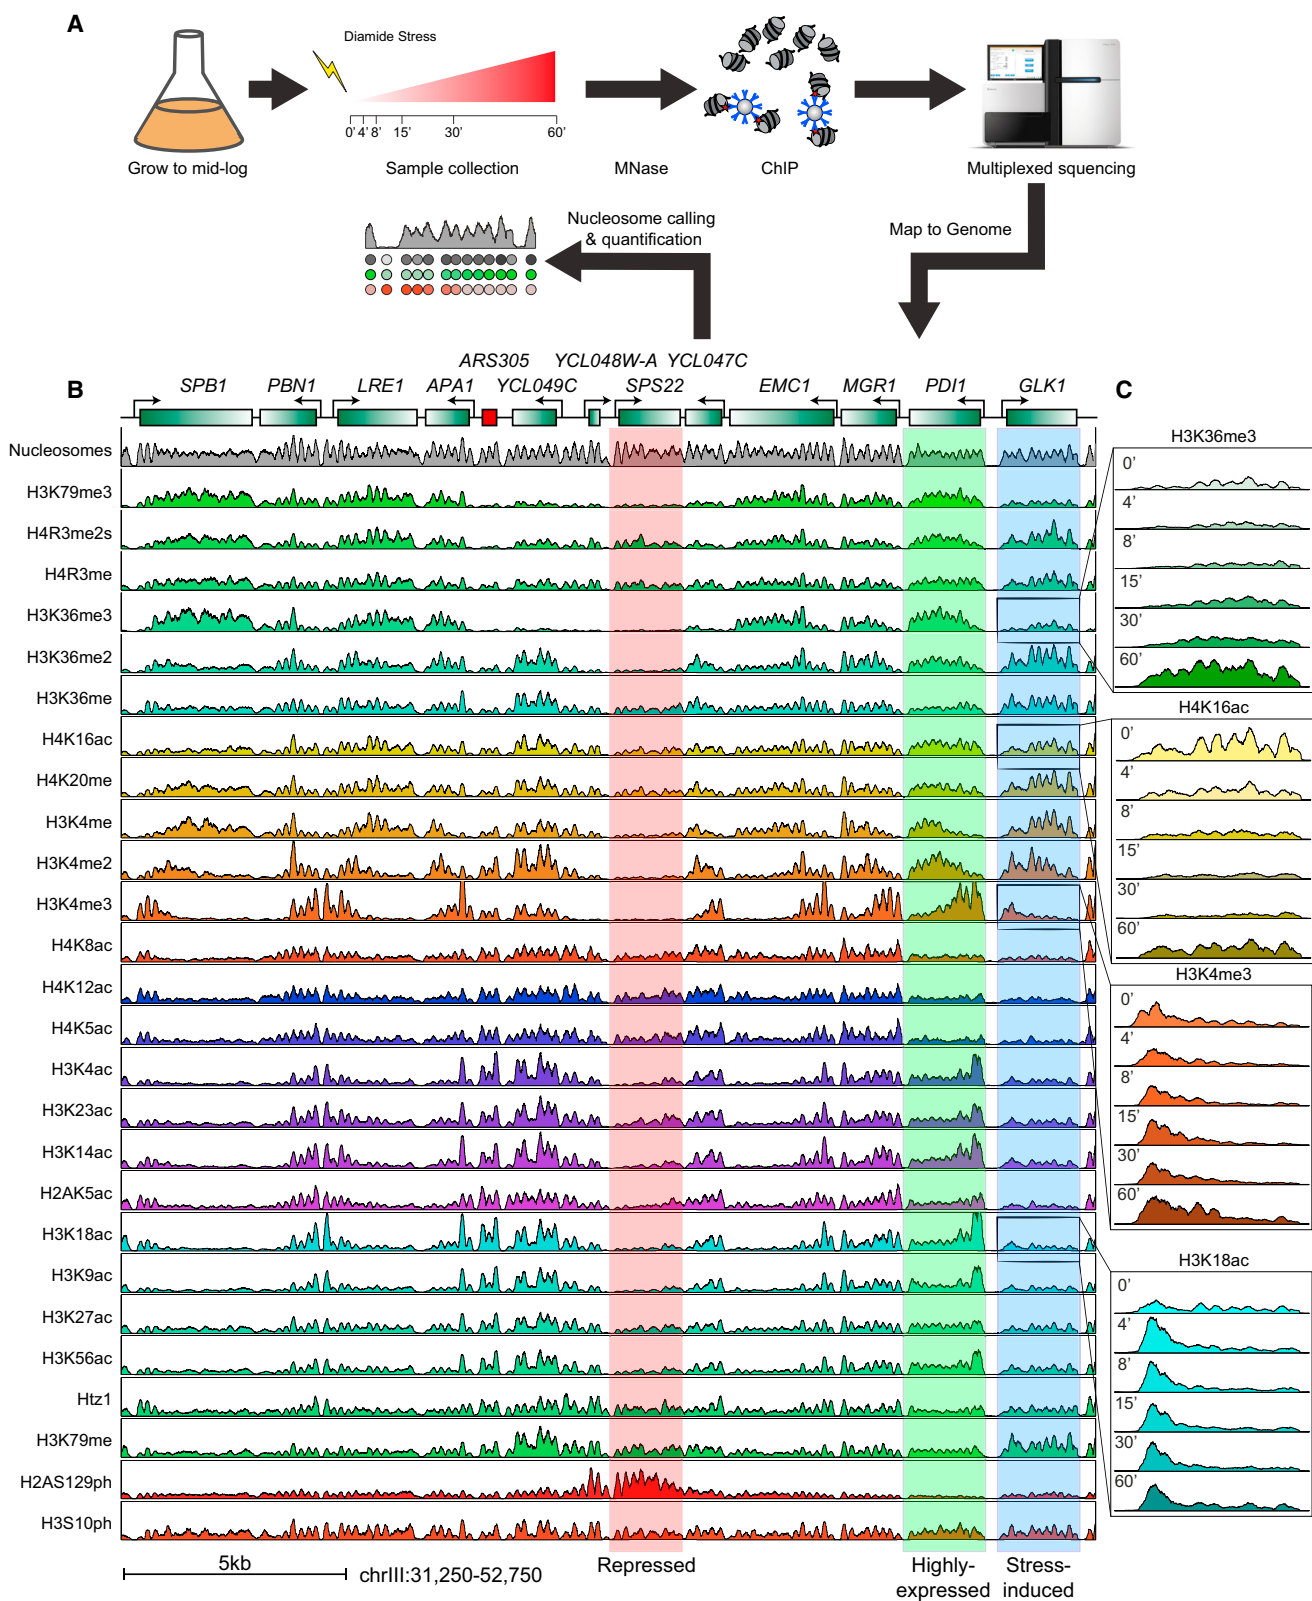 A
Diamide Stress
0' 4' 8' 15' 30' 60'
Grow to mid-log
Sample collection
MNase
ChIP
Multiplexed squencing
Nucleosome calling
& quantification
Map to Genome
B
ARS305 YCL048W-A YCL047C
SPB1 PBN1 LRE1 APA1 YCL049C SPS22 EMC1 MGR1 PDI1 GLK1
Nucleosomes
H3K79me3
H4R3me2s
H4R3me
H3K36me3
H3K36me2
H3K36me
H4K16ac
H4K20me
H3K4me
H3K4me2
H3K4me3
H4K8ac
H4K12ac
H4K5ac
H3K4ac
H3K23ac
H3K14ac
H2AK5ac
H3K18ac
H3K9ac
H3K27ac
H3K56ac
Htz1
H3K79me
H2AS129ph
H3S10ph
5kb
chrIII:31,250-52,750
Repressed
Highly-
expressed
Stress-
induced
C
H3K36me3
0'
4'
8'
15'
30'
60'
H4K16ac
0'
4'
8'
15'
30'
60'
H3K4me3
0'
4'
8'
15'
30'
60'
H3K18ac
0'
4'
8'
15'
30'
60'